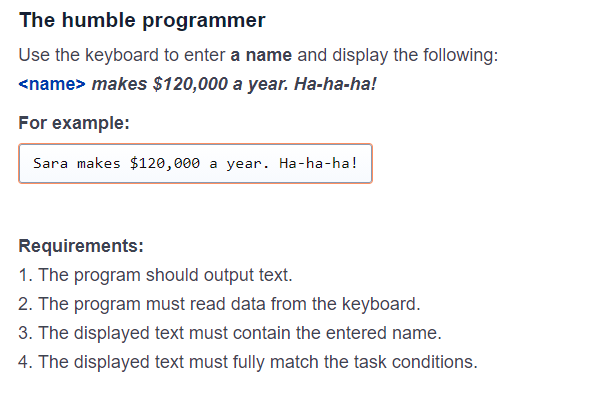 The humble programmer
Use the keyboard to enter a name and display the following:
<name> makes $120,000 a year. Ha-ha-ha!
For example:
Sara makes $120,000 a year. Ha-ha-ha!
Requirements:
1. The program should output text.
2. The program must read data from the keyboard.
3. The displayed text must contain the entered name.
4. The displayed text must fully match the task conditions.